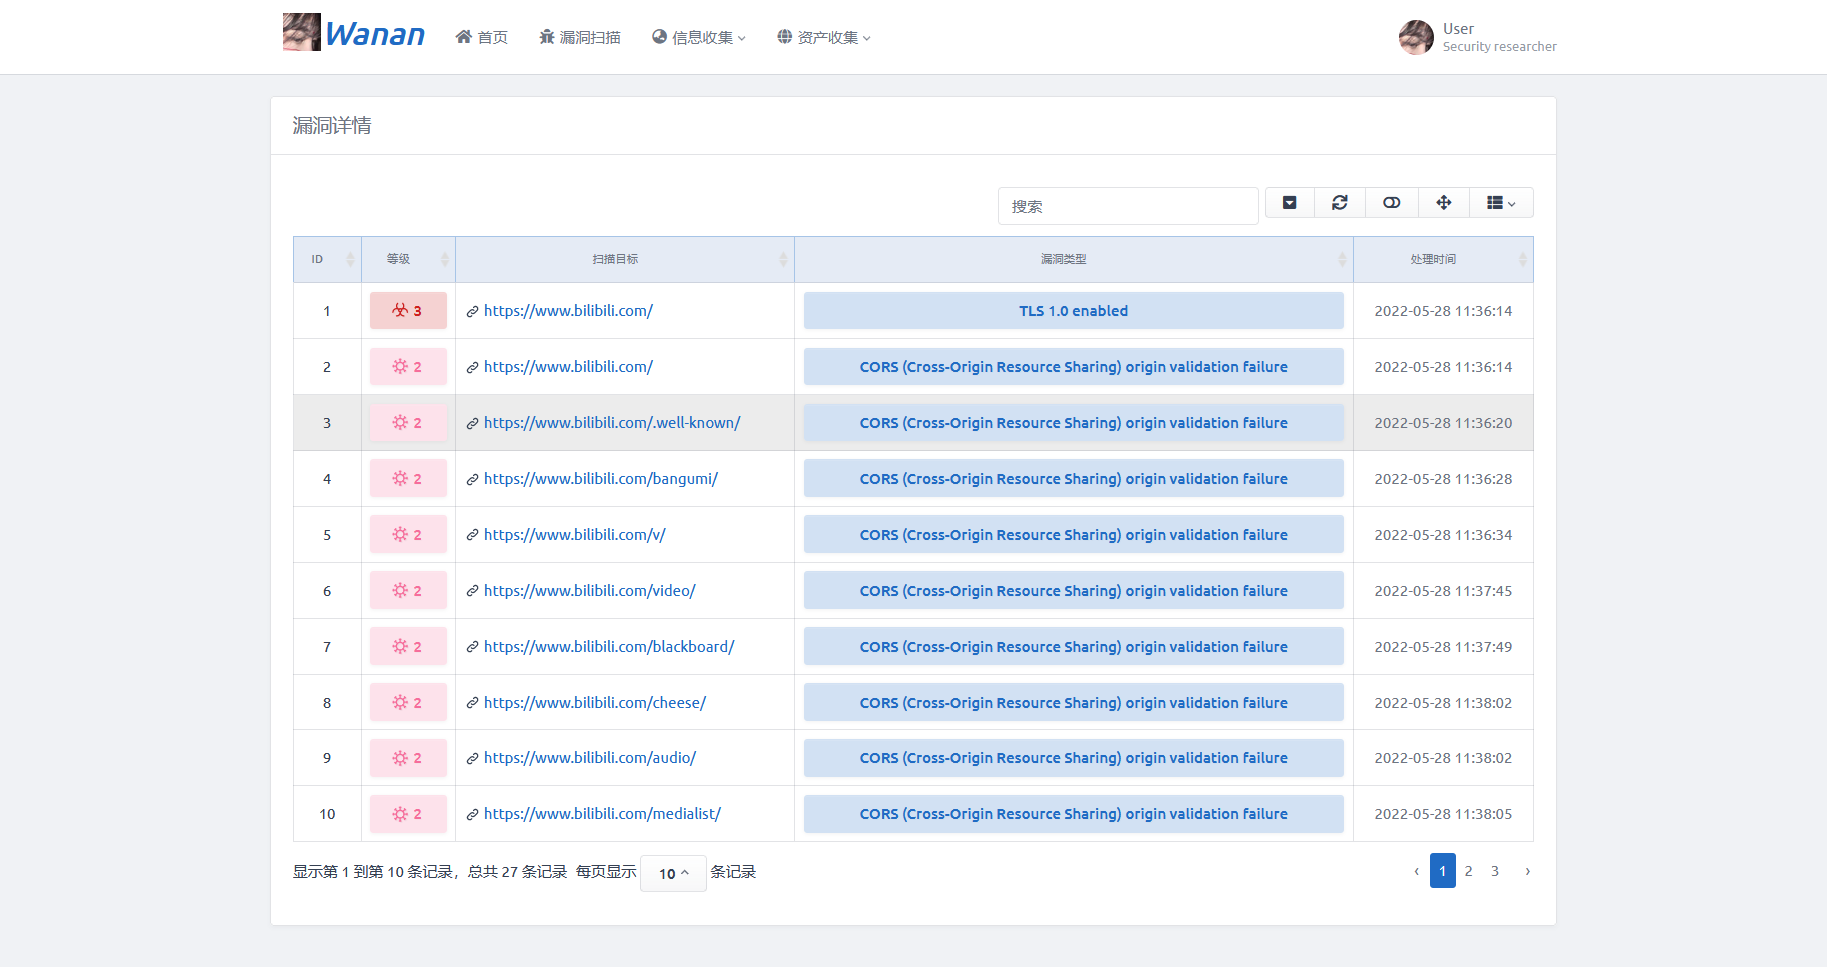 Wanan 首页 漏洞扫描 信息收集 资产收集 User
Security researcher
漏洞详情
搜索
ID 等级 扫描目标 漏洞类型 处理时间
1 3 https://www.bilibili.com/ TLS 1.0 enabled 2022-05-28 11:36:14
2 2 https://www.bilibili.com/ CORS (Cross-Origin Resource Sharing) origin validation failure 2022-05-28 11:36:14
3 2 https://www.bilibili.com/.well-known/ CORS (Cross-Origin Resource Sharing) origin validation failure 2022-05-28 11:36:20
4 2 https://www.bilibili.com/bangumi/ CORS (Cross-Origin Resource Sharing) origin validation failure 2022-05-28 11:36:28
5 2 https://www.bilibili.com/v/ CORS (Cross-Origin Resource Sharing) origin validation failure 2022-05-28 11:36:34
6 2 https://www.bilibili.com/video/ CORS (Cross-Origin Resource Sharing) origin validation failure 2022-05-28 11:37:45
7 2 https://www.bilibili.com/blackboard/ CORS (Cross-Origin Resource Sharing) origin validation failure 2022-05-28 11:37:49
8 2 https://www.bilibili.com/cheese/ CORS (Cross-Origin Resource Sharing) origin validation failure 2022-05-28 11:38:02
9 2 https://www.bilibili.com/audio/ CORS (Cross-Origin Resource Sharing) origin validation failure 2022-05-28 11:38:02
10 2 https://www.bilibili.com/medialist/ CORS (Cross-Origin Resource Sharing) origin validation failure 2022-05-28 11:38:05
显示第 1 到第 10 条记录，总共 27 条记录 每页显示 10 条记录 ‹ 1 2 3 ›